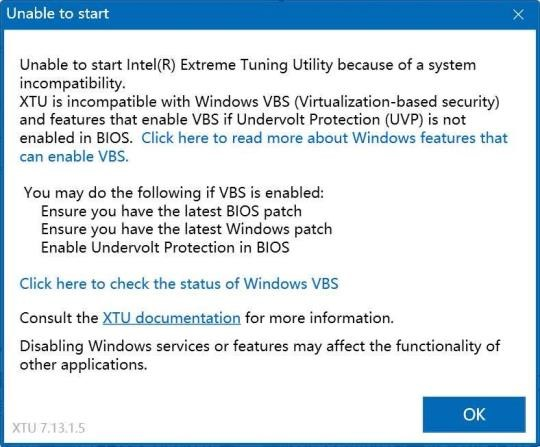 Unable to start
Unable to start Intel(R) Extreme Tuning Utility because of a system
incompatibility.
XTU is incompatible with Windows VBS (Virtualization-based security)
and features that enable VBS if Undervolt Protection (UVP) is not
enabled in BIOS. Click here to read more about Windows features that
can enable VBS.
You may do the following if VBS is enabled:
Ensure you have the latest BIOS patch
Ensure you have the latest Windows patch
Enable Undervolt Protection in BIOS
Click here to check the status of Windows VBS
Consult the XTU documentation for more information.
Disabling Windows services or features may affect the functionality of
other applications.
OK
XTU 7.13.1.5